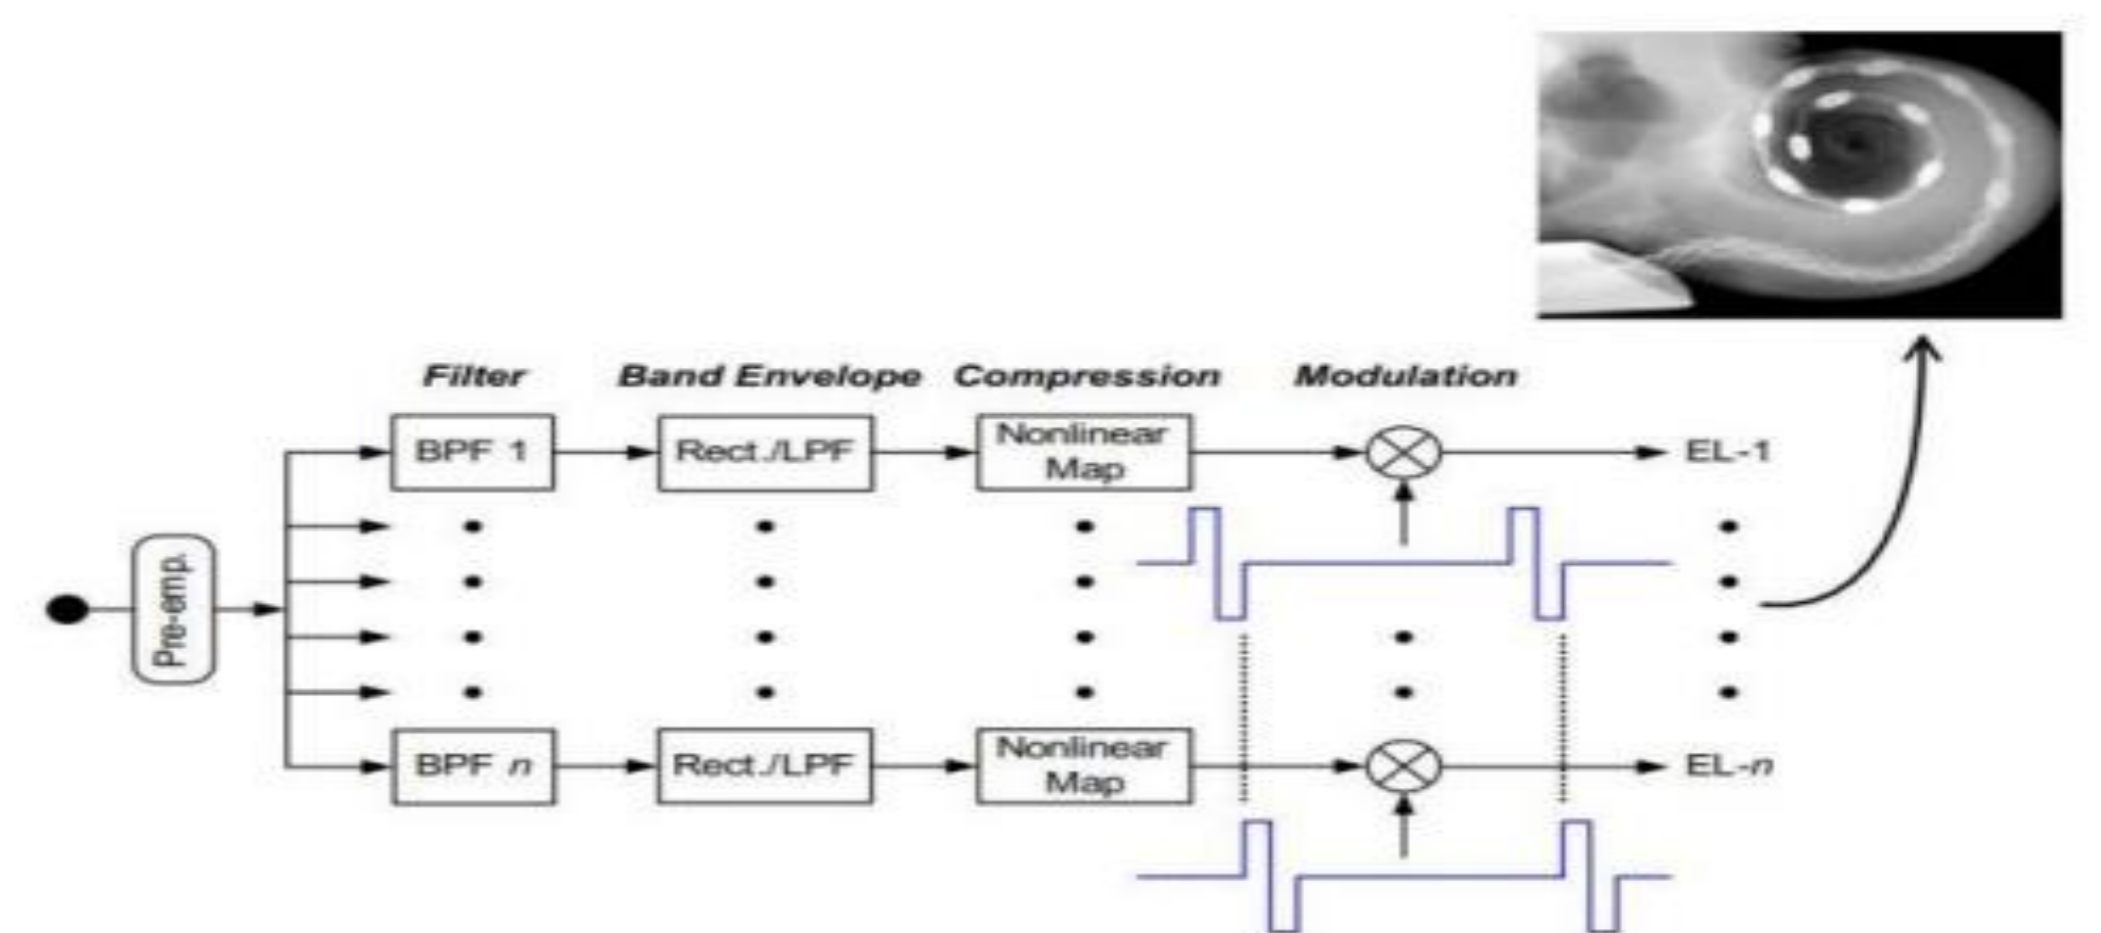 Filter Band Envelope Compression Modulation
BPF 1 Rect./LPF Nonlinear Map EL-1
Pre-emp.
BPF n Rect./LPF Nonlinear Map EL-n